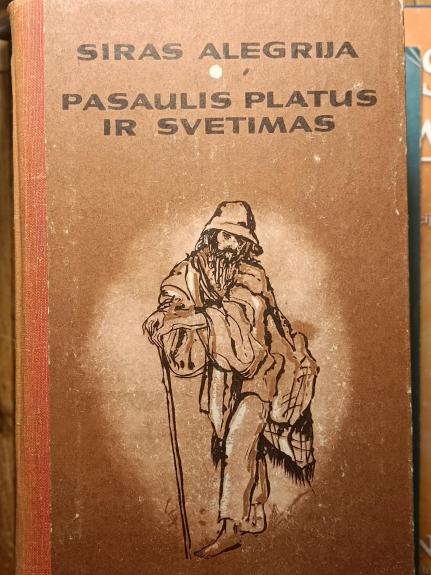 SIRAS ALEGRIJA
PASAULIS PLATUS
IR SVETIMAS